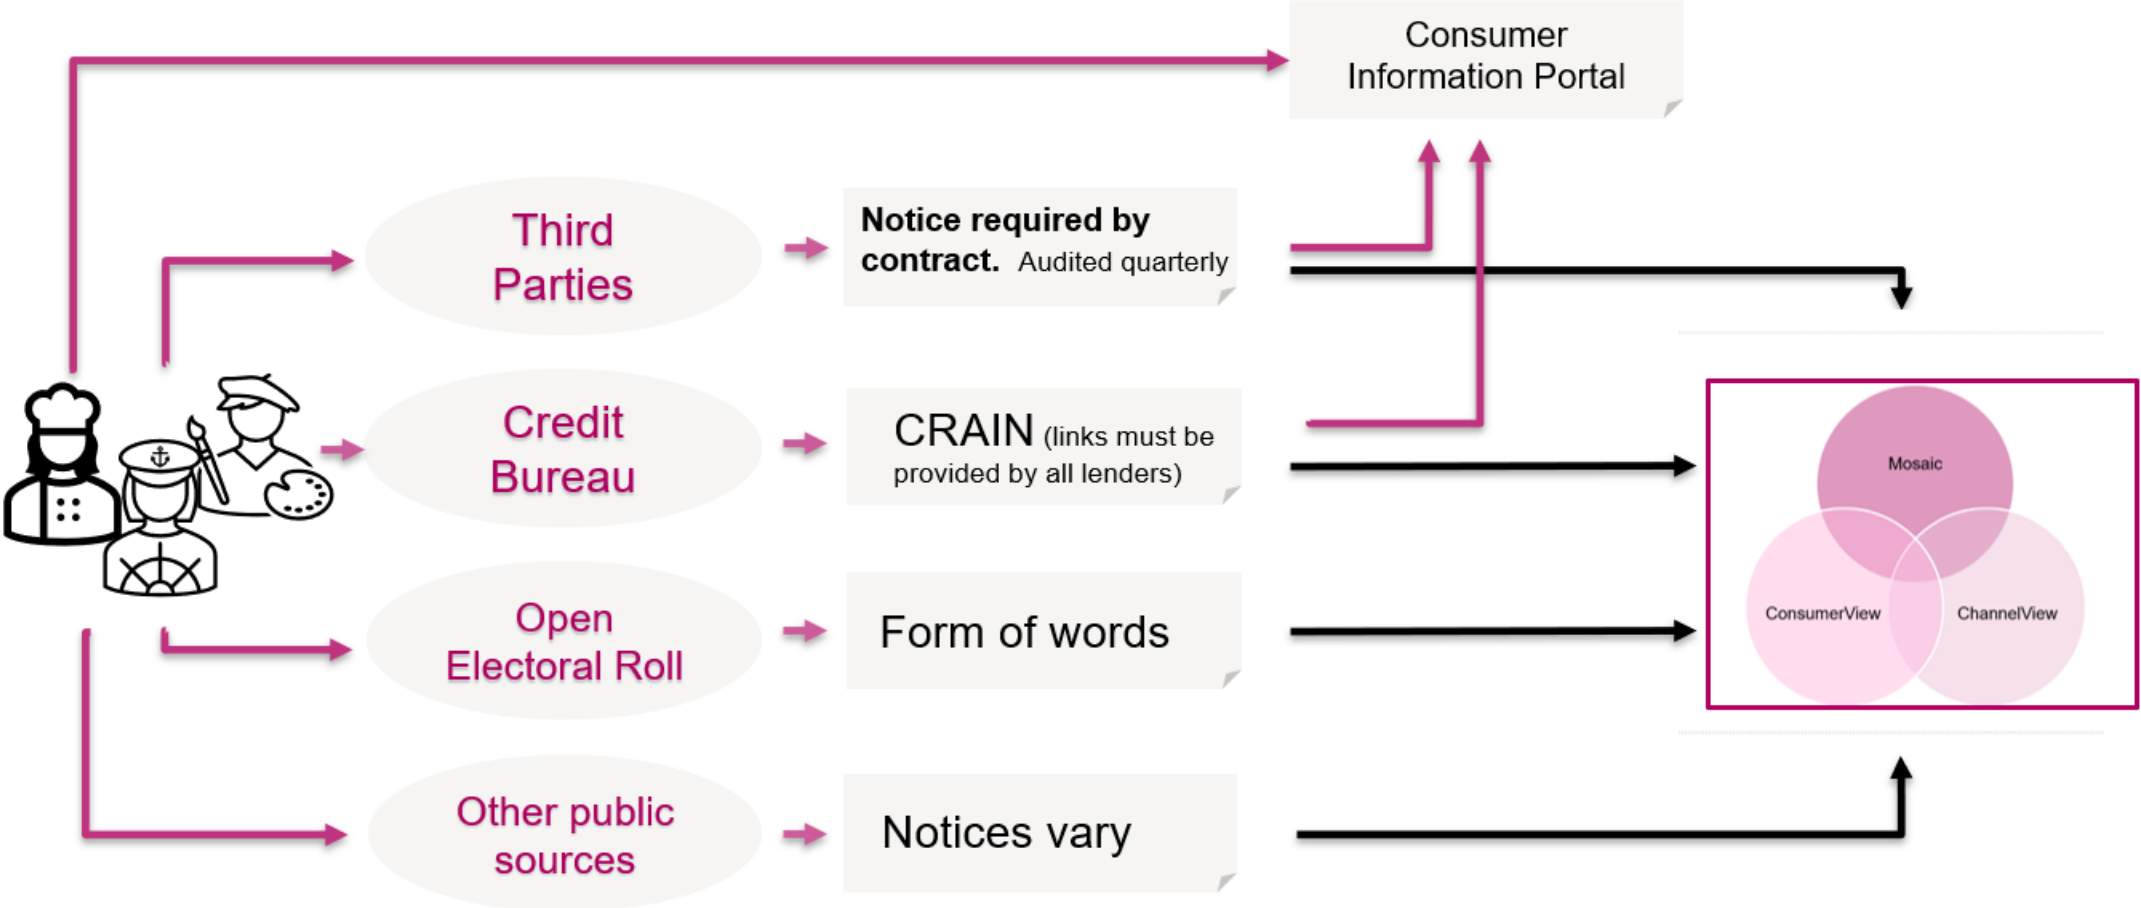 Consumer
Information Portal
Third
Parties
Notice required by
contract. Audited quarterly
Credit
Bureau
CRAIN (links must be
provided by all lenders)
Mosaic
ConsumerView
ChannelView
Open
Electoral Roll
Form of words
Other public
sources
Notices vary